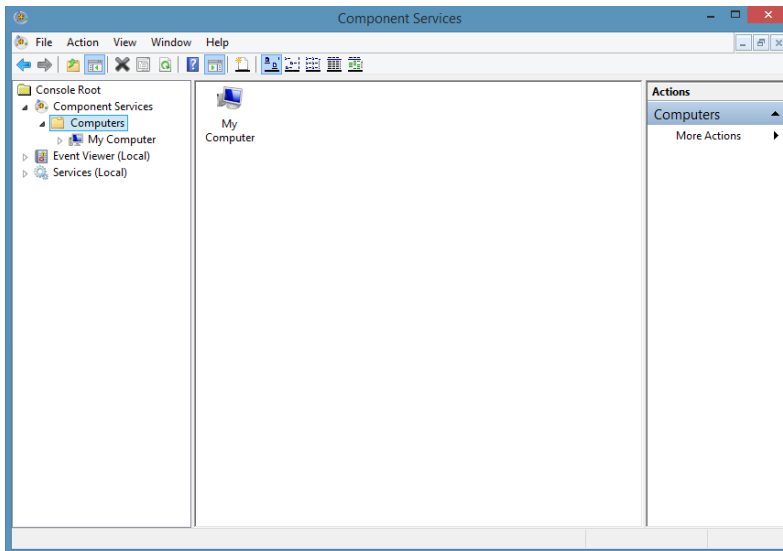 Component Services
File Action View Window Help
Console Root
Component Services
Computers
My Computer
Event Viewer (Local)
Services (Local)
My
Computer
Actions
Computers
More Actions